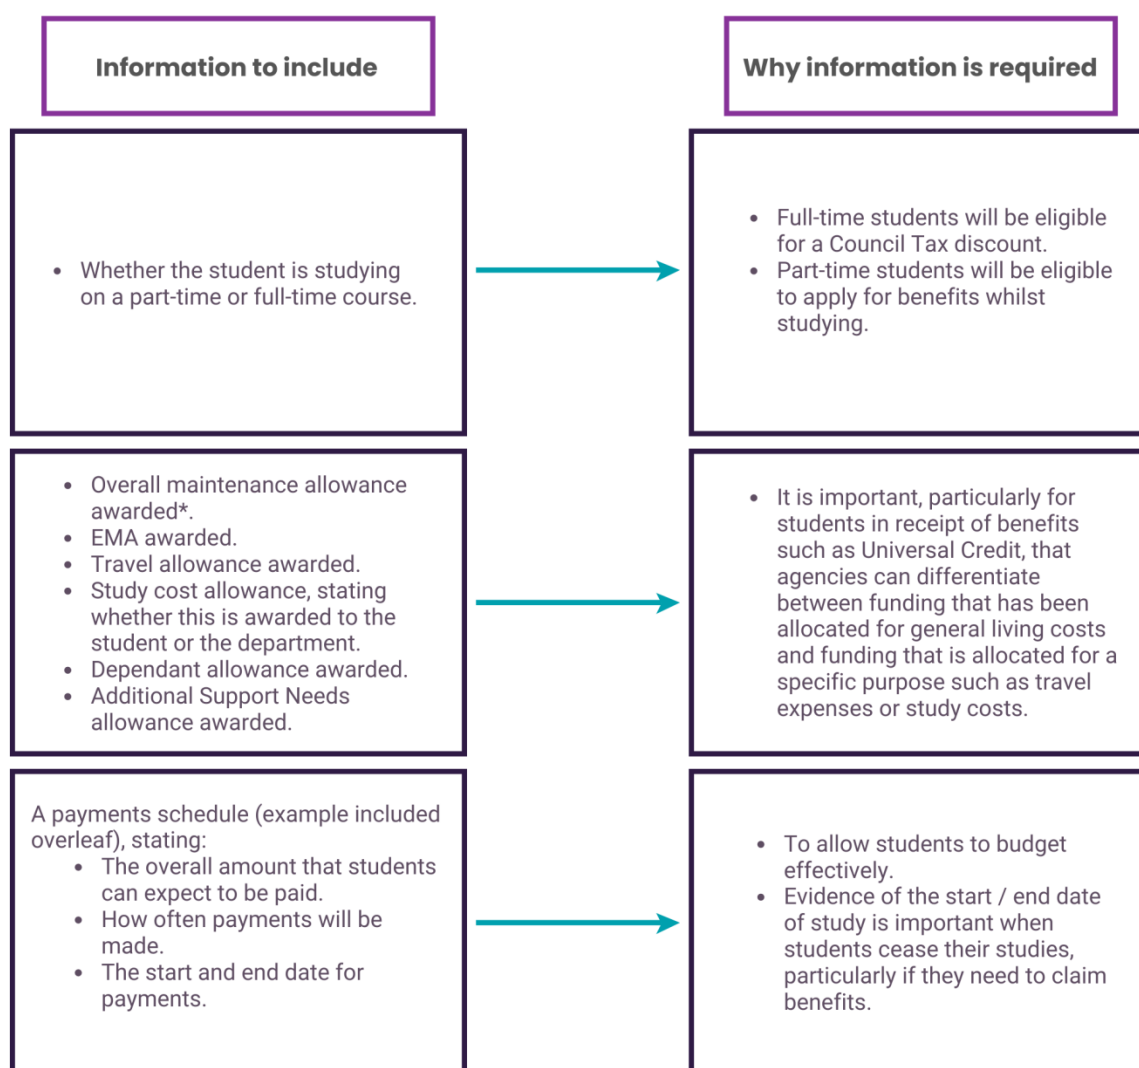 Information to include
Why information is required
• Whether the student is studying
on a part-time or full-time course.
• Full-time students will be eligible
for a Council Tax discount.
• Part-time students will be eligible
to apply for benefits whilst
studying.
• Overall maintenance allowance
awarded*.
• EMA awarded.
• Travel allowance awarded.
• Study cost allowance, stating
whether this is awarded to the
student or the department.
• Dependant allowance awarded.
• Additional Support Needs
allowance awarded.
• It is important, particularly for
students in receipt of benefits
such as Universal Credit, that
agencies can differentiate
between funding that has been
allocated for general living costs
and funding that is allocated for a
specific purpose such as travel
expenses or study costs.
A payments schedule (example included
overleaf), stating:
• The overall amount that students
can expect to be paid.
• How often payments will be
made.
• The start and end date for
payments.
• To allow students to budget
effectively.
• Evidence of the start / end date
of study is important when
students cease their studies,
particularly if they need to claim
benefits.